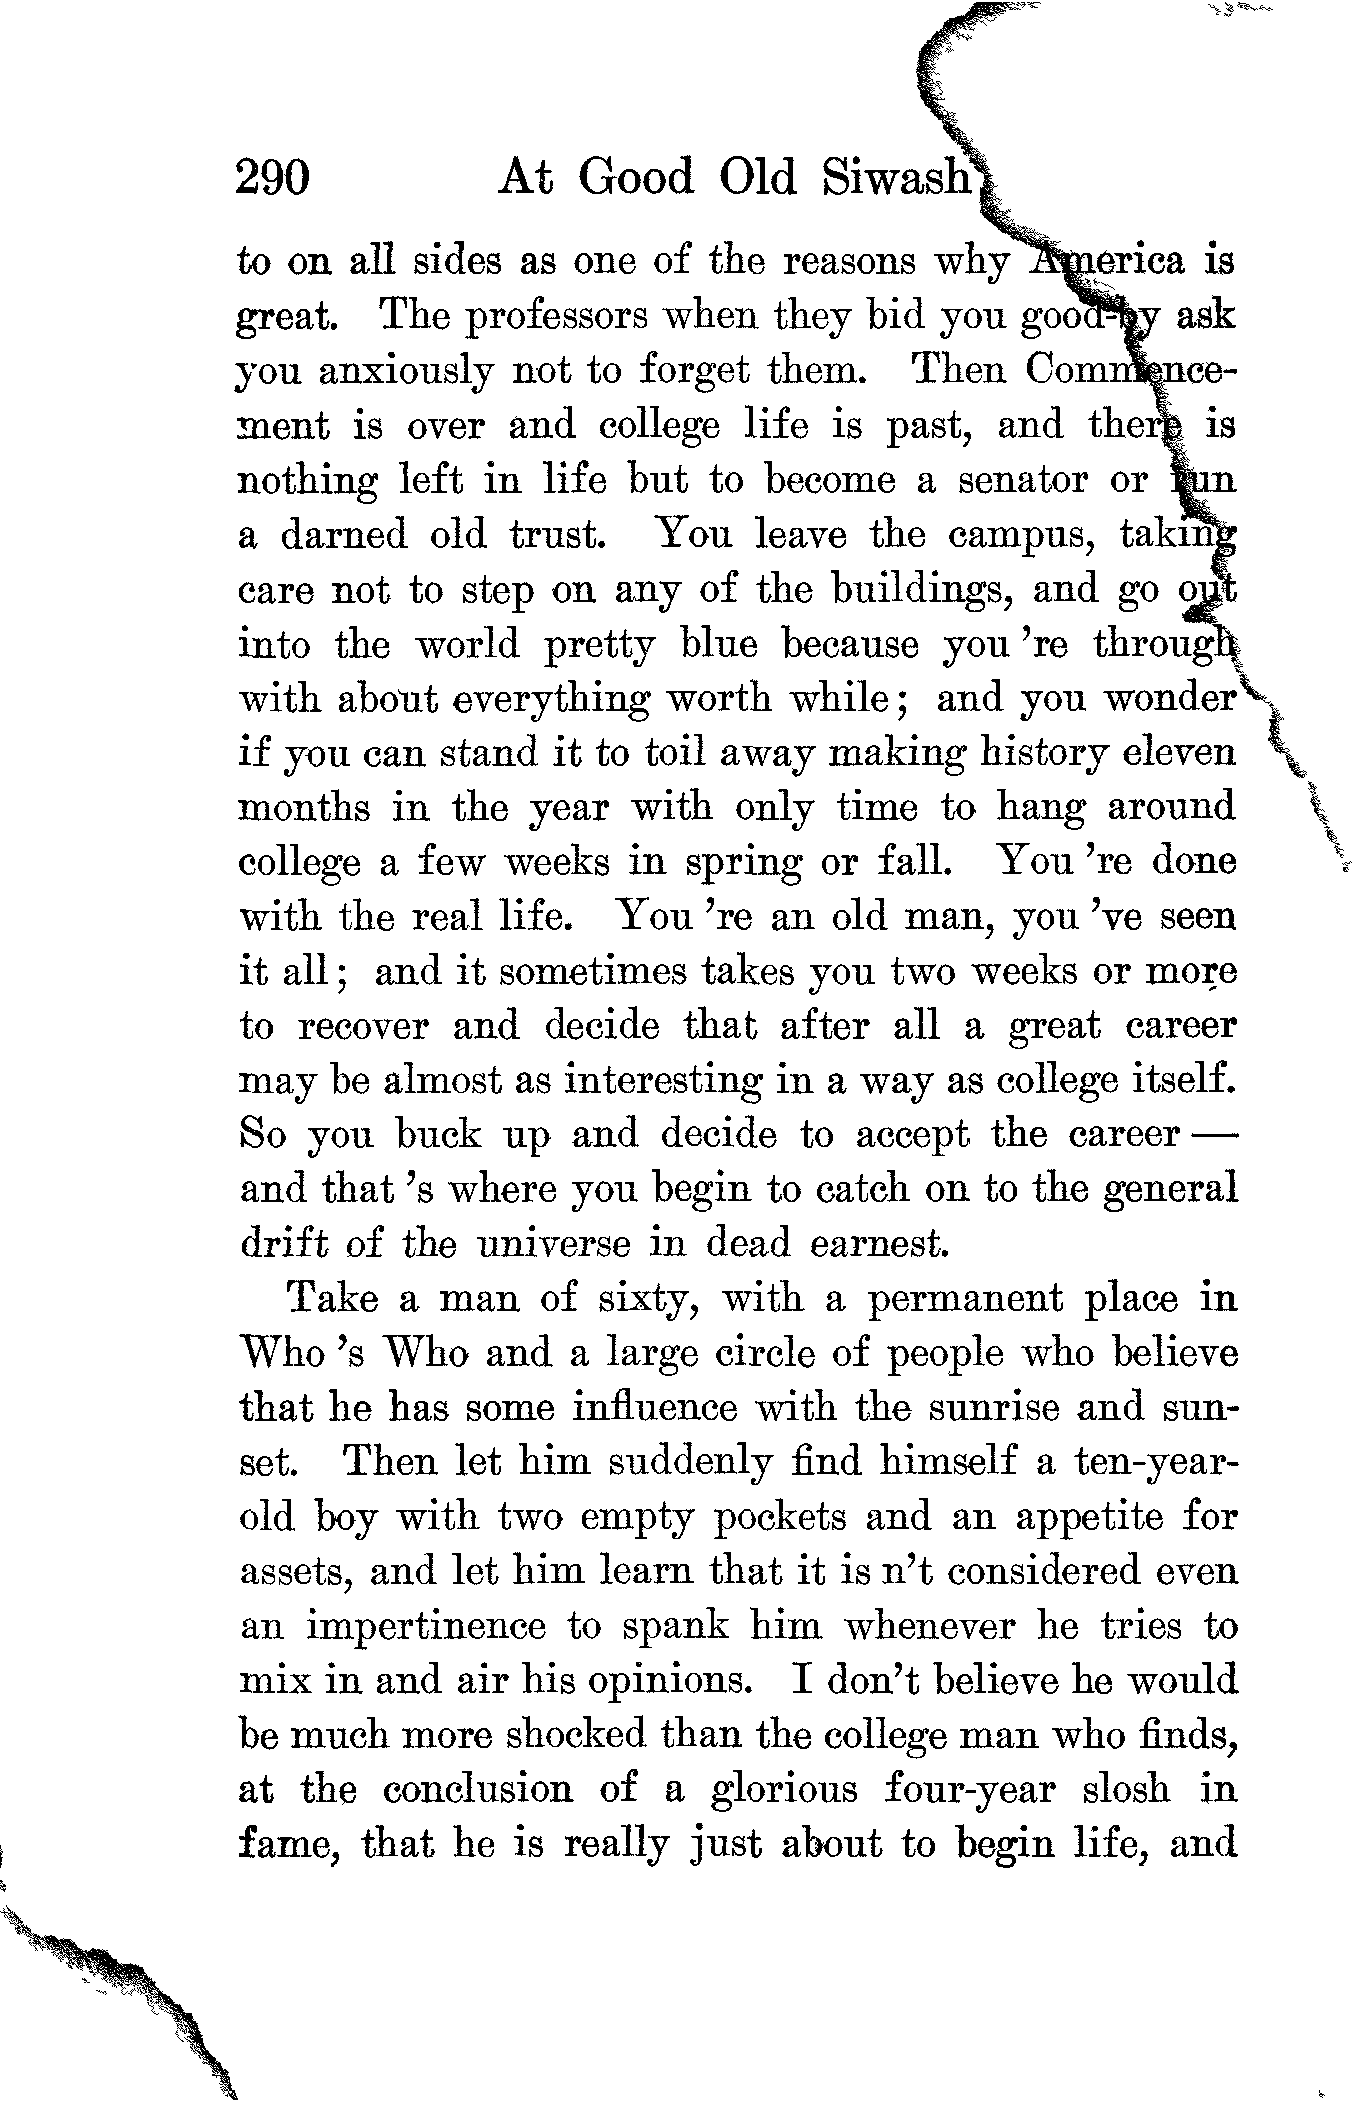 290 At Good Old Siwash
to on all sides as one of the reasons why America is
great. The professors when they bid you good-by ask
you anxiously not to forget them. Then Commence-
ment is over and college life is past, and there is
nothing left in life but to become a senator or run
a darned old trust. You leave the campus, taking
care not to step on any of the buildings, and go out
into the world pretty blue because you 're through
with about everything worth while; and you wonder
if you can stand it to toil away making history eleven
months in the year with only time to hang around
college a few weeks in spring or fall. You 're done
with the real life. You 're an old man, you 've seen
it all; and it sometimes takes you two weeks or more
to recover and decide that after all a great career
may be almost as interesting in a way as college itself.
So you buck up and decide to accept the career —
and that 's where you begin to catch on to the general
drift of the universe in dead earnest.
Take a man of sixty, with a permanent place in
Who 's Who and a large circle of people who believe
that he has some influence with the sunrise and sun-
set. Then let him suddenly find himself a ten-year-
old boy with two empty pockets and an appetite for
assets, and let him learn that it is n't considered even
an impertinence to spank him whenever he tries to
mix in and air his opinions. I don't believe he would
be much more shocked than the college man who finds,
at the conclusion of a glorious four-year slosh in
fame, that he is really just about to begin life, and